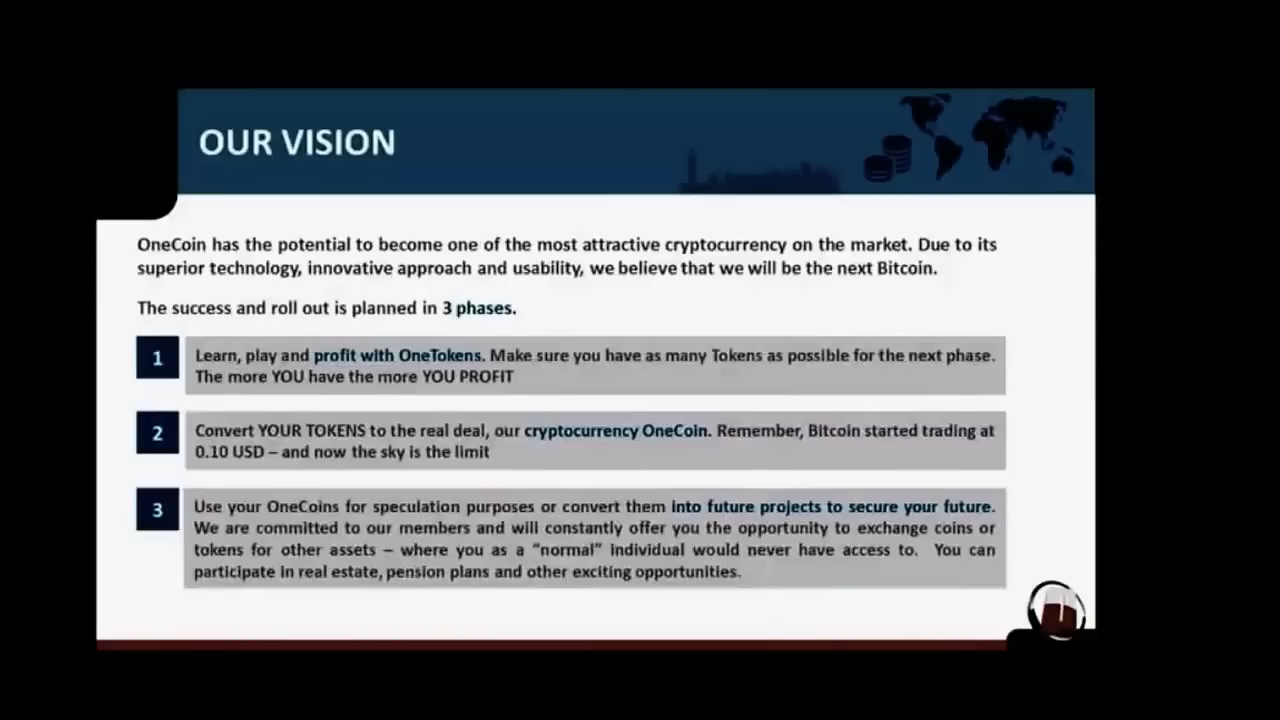 OUR VISION
OneCoin has the potential to become one of the most attractive cryptocurrency on the market. Due to its
superior technology, innovative approach and usability, we believe that we will be the next Bitcoin.
The success and roll out is planned in 3 phases.
1
Learn, play and profit with OneTokens. Make sure you have as many Tokens as possible for the next phase.
The more YOU have the more YOU PROFIT
2
Convert YOUR TOKENS to the real deal, our cryptocurrency OneCoin. Remember, Bitcoin started trading at
0.10 USD – and now the sky is the limit
3
Use your OneCoins for speculation purposes or convert them into future projects to secure your future.
We are committed to our members and will constantly offer you the opportunity to exchange coins or
tokens for other assets – where you as a "normal" individual would never have access to. You can
participate in real estate, pension plans and other exciting opportunities.